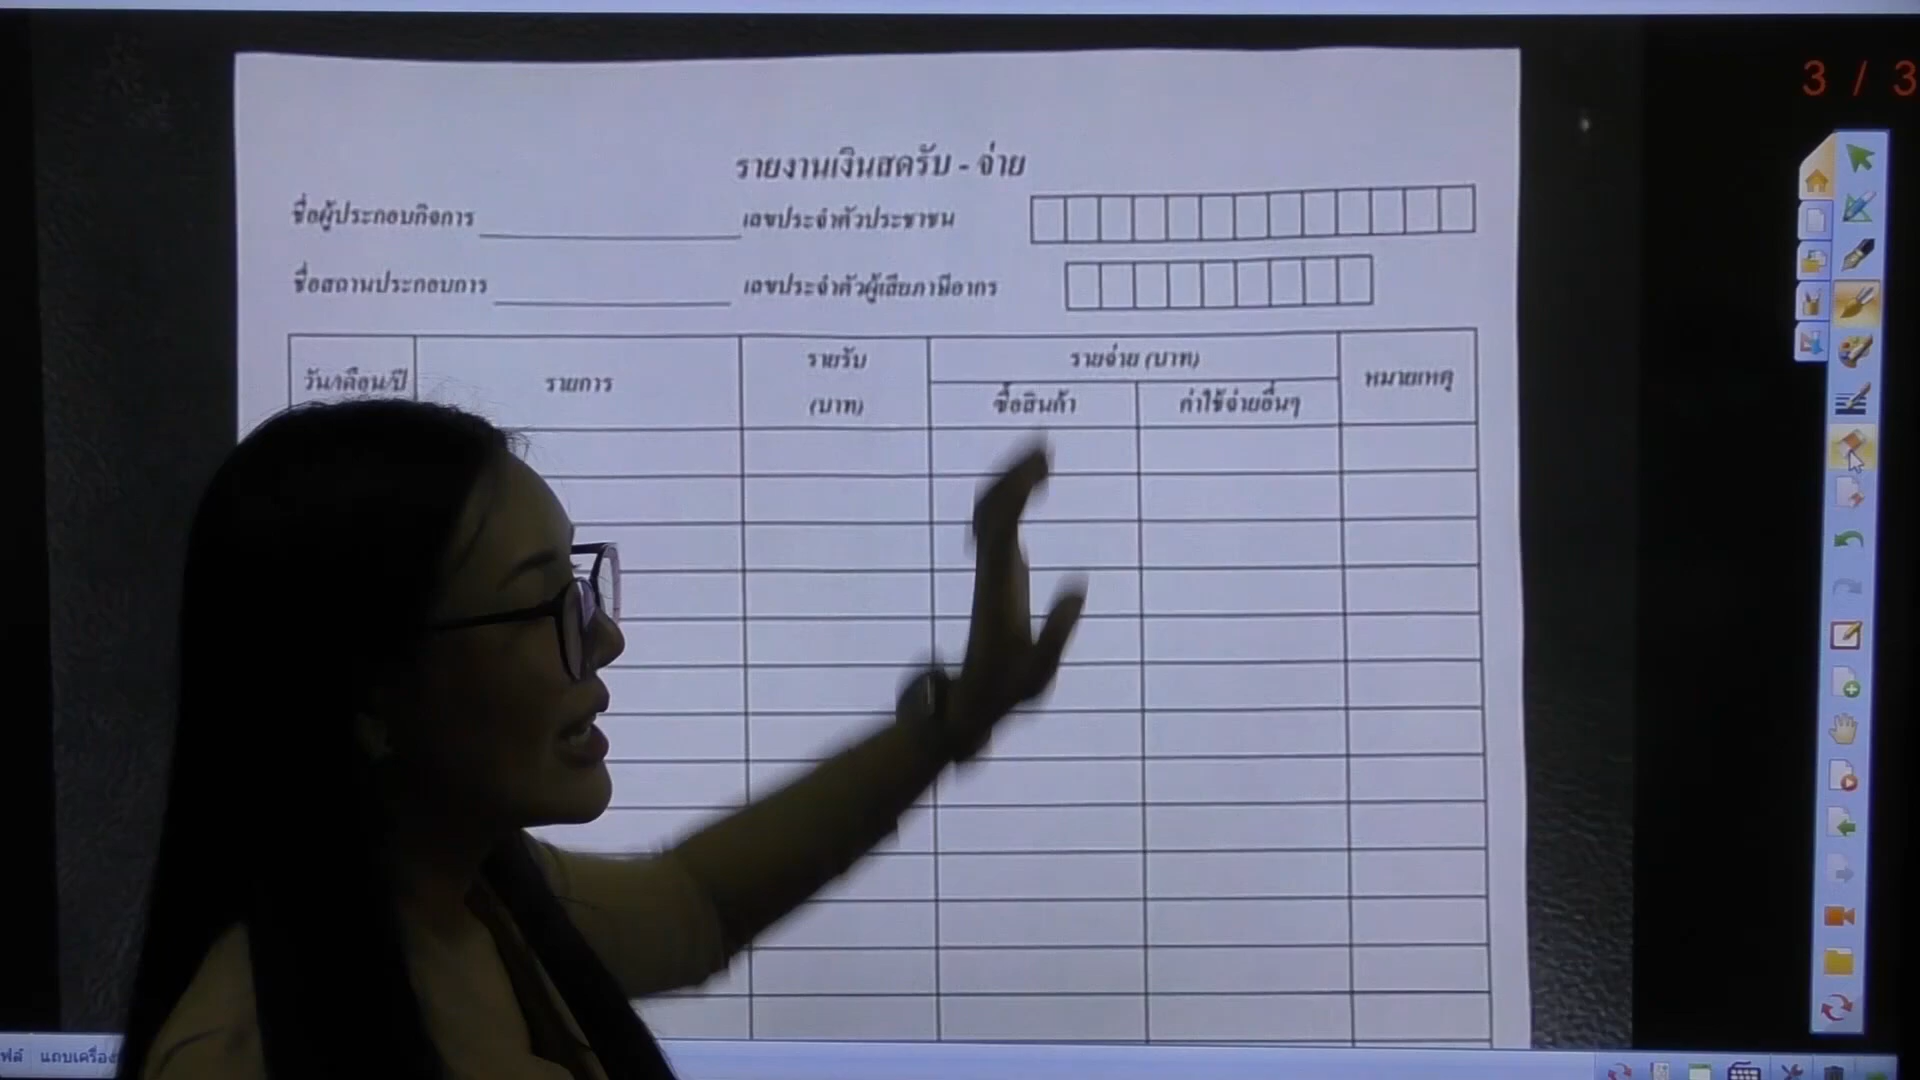 3 / 3
รายงานเงินสดรับ - จ่าย
ชื่อผู้ประกอบกิจการ เลขประจำตัวประชาชน
ชื่อสถานประกอบการ เลขประจำตัวผู้เสียภาษีอากร
วัน/เดือน/ปี รายการ รายรับ รายจ่าย (บาท) หมายเหตุ
(บาท) ซื้อสินค้า ค่าใช้จ่ายอื่นๆ